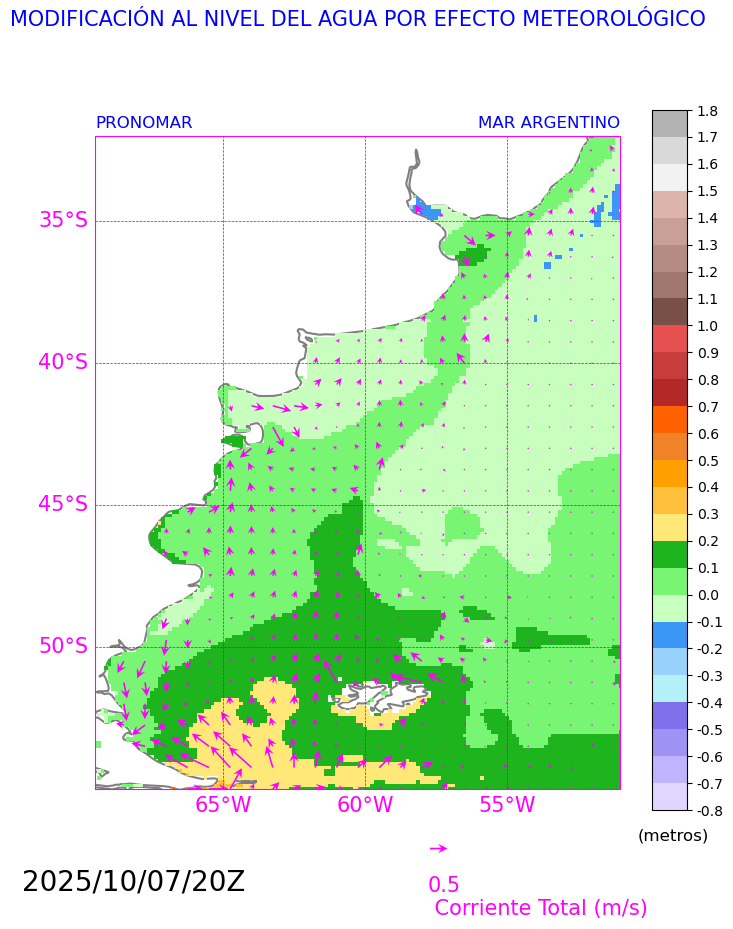 MODIFICACIÓN AL NIVEL DEL AGUA POR EFECTO METEOROLÓGICO
PRONOMAR
MAR ARGENTINO
35°S
40°S
45°S
50°S
65°W
60°W
55°W
1.8
1.7
1.6
1.5
1.4
1.3
1.2
1.1
1.0
0.9
0.8
0.7
0.6
0.5
0.4
0.3
0.2
0.1
0.0
-0.1
-0.2
-0.3
-0.4
-0.5
-0.6
-0.7
-0.8
(metros)
2025/10/07/20Z
0.5
Corriente Total (m/s)